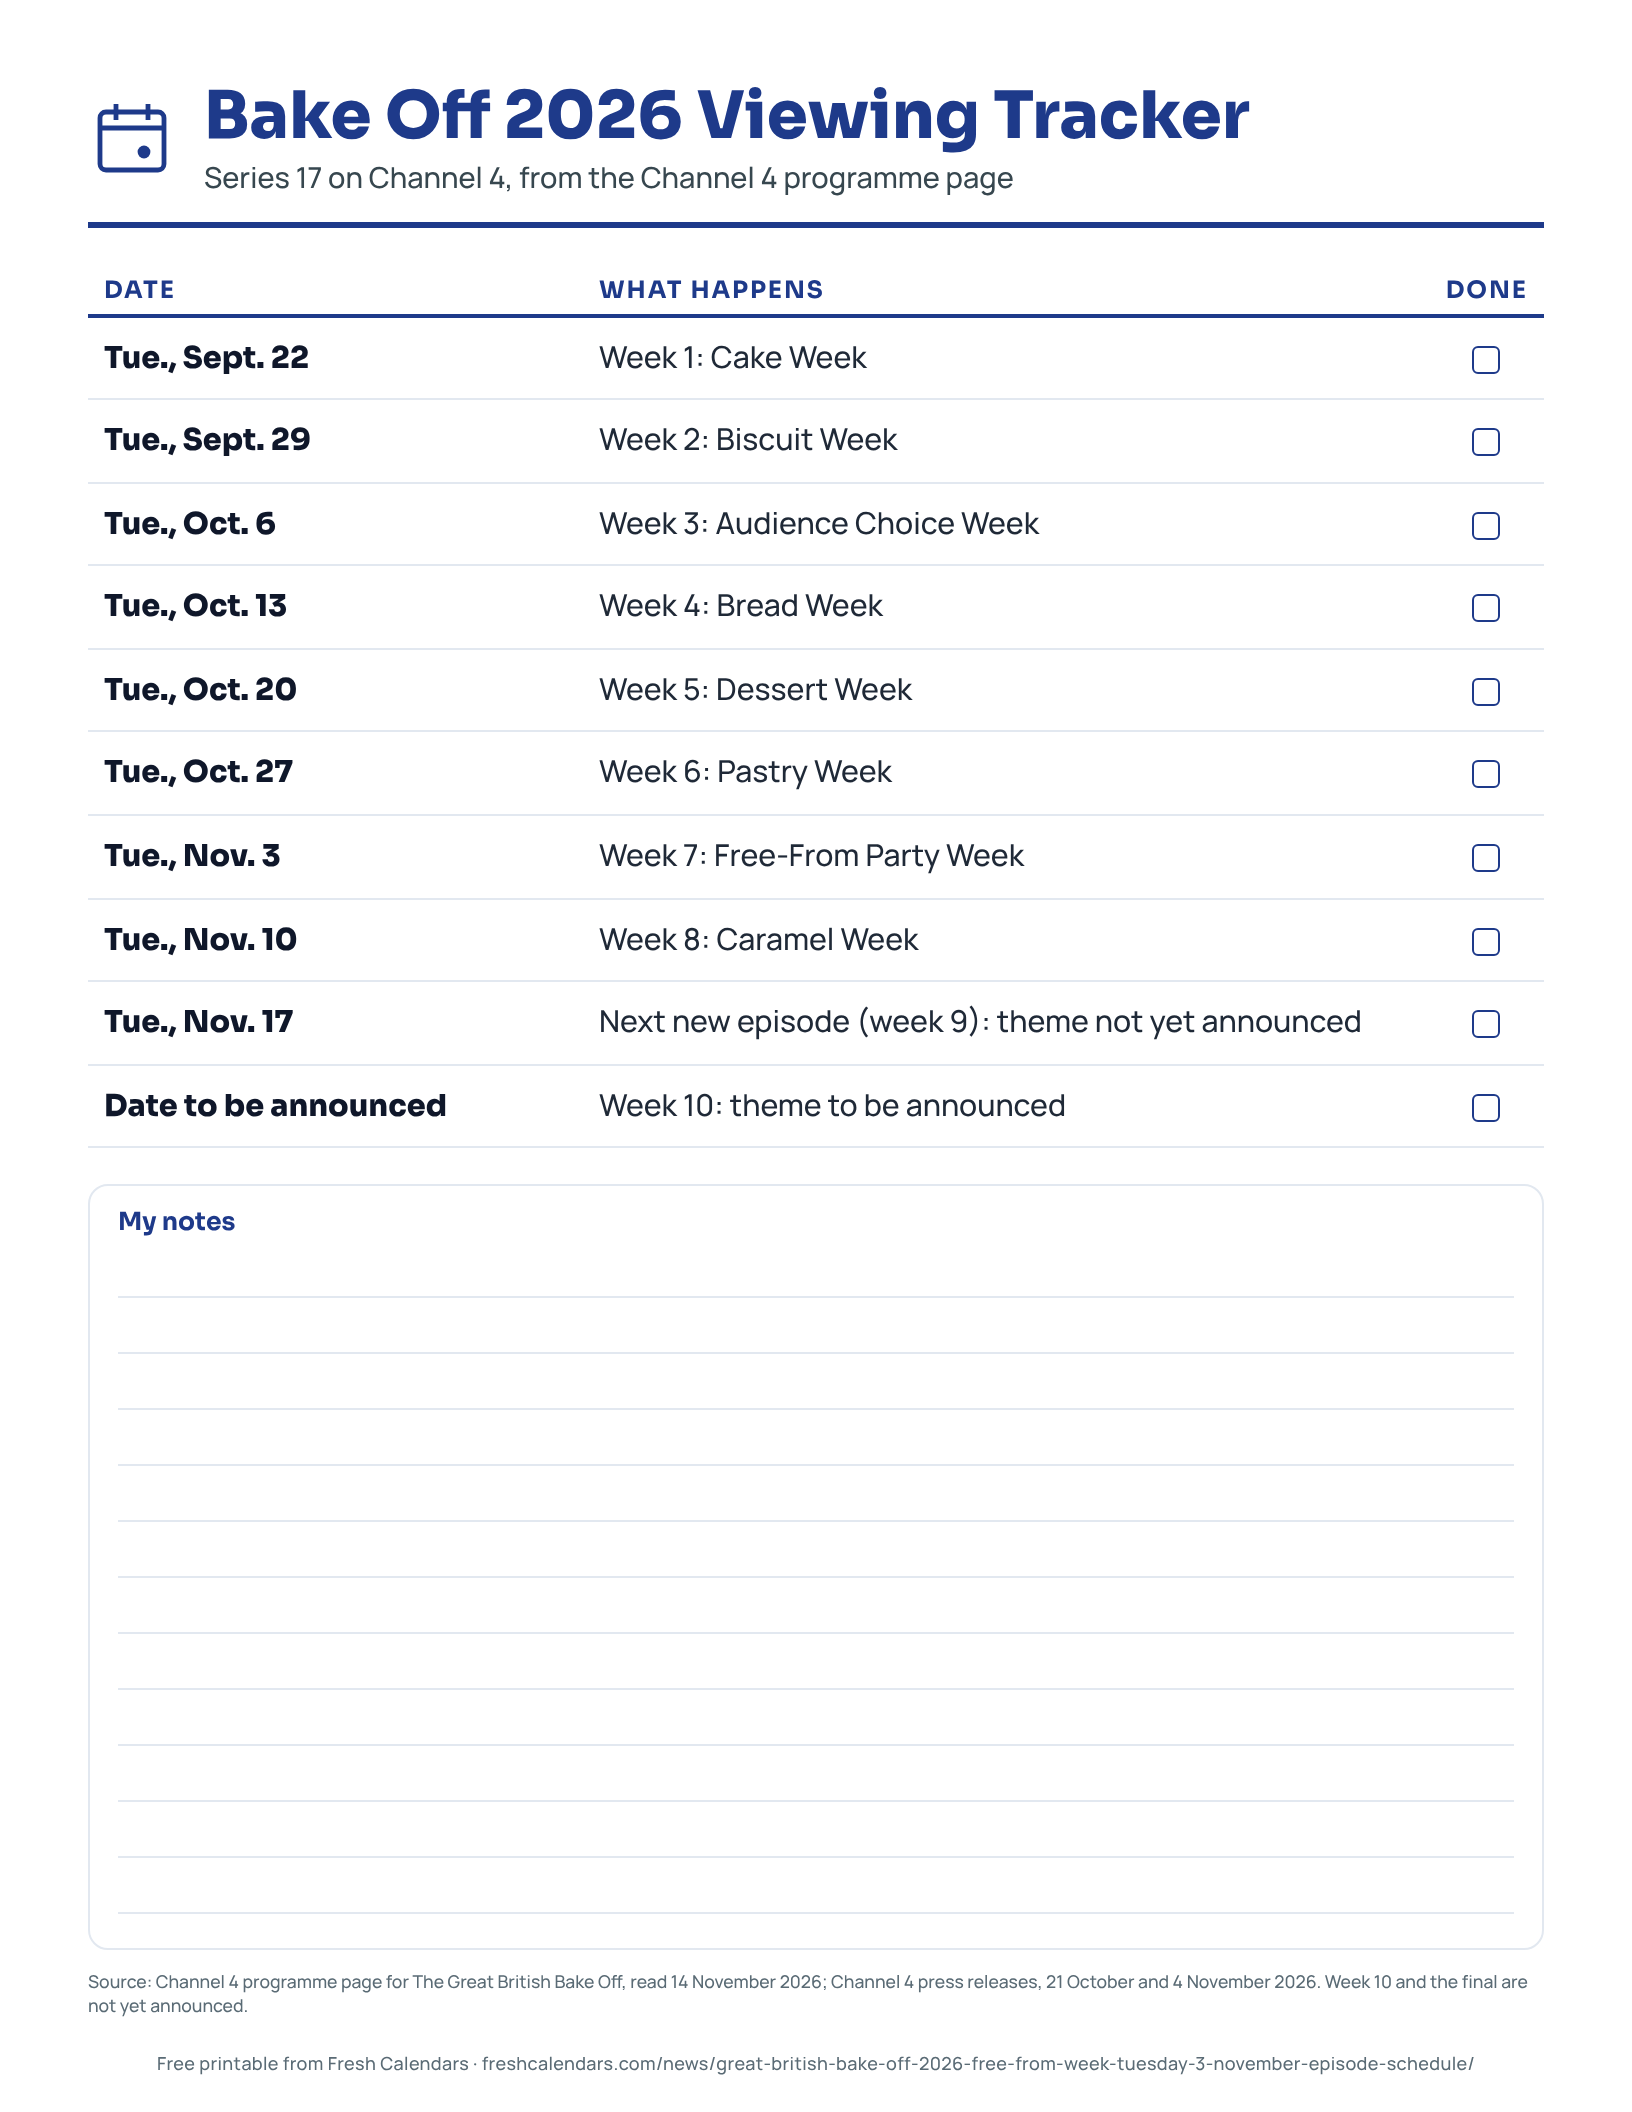 Bake Off 2026 Viewing Tracker
Series 17 on Channel 4, from the Channel 4 programme page
DATE WHAT HAPPENS DONE
Tue., Sept. 22 Week 1: Cake Week
Tue., Sept. 29 Week 2: Biscuit Week
Tue., Oct. 6 Week 3: Audience Choice Week
Tue., Oct. 13 Week 4: Bread Week
Tue., Oct. 20 Week 5: Dessert Week
Tue., Oct. 27 Week 6: Pastry Week
Tue., Nov. 3 Week 7: Free-From Party Week
Tue., Nov. 10 Week 8: Caramel Week
Tue., Nov. 17 Next new episode (week 9): theme not yet announced
Date to be announced Week 10: theme to be announced
My notes
Source: Channel 4 programme page for The Great British Bake Off, read 14 November 2026; Channel 4 press releases, 21 October and 4 November 2026. Week 10 and the final are
not yet announced.
Free printable from Fresh Calendars · freshcalendars.com/news/great-british-bake-off-2026-free-from-week-tuesday-3-november-episode-schedule/